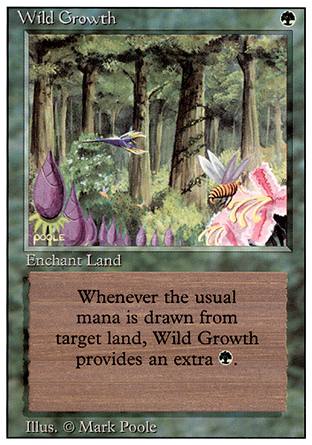 Wild Growth
POOLE
Enchant Land
Whenever the usual
mana is drawn from
target land, Wild Growth
provides an extra .
Illus. © Mark Poole